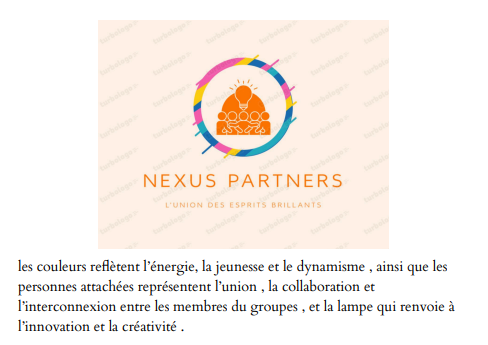 NEXUS PARTNERS
L'UNION DES ESPRITS BRILLANTS
les couleurs reflètent l'énergie, la jeunesse et le dynamisme , ainsi que les
personnes attachées représentent l'union , la collaboration et
l'interconnexion entre les membres du groupes , et la lampe qui renvoie à
l'innovation et la créativité .